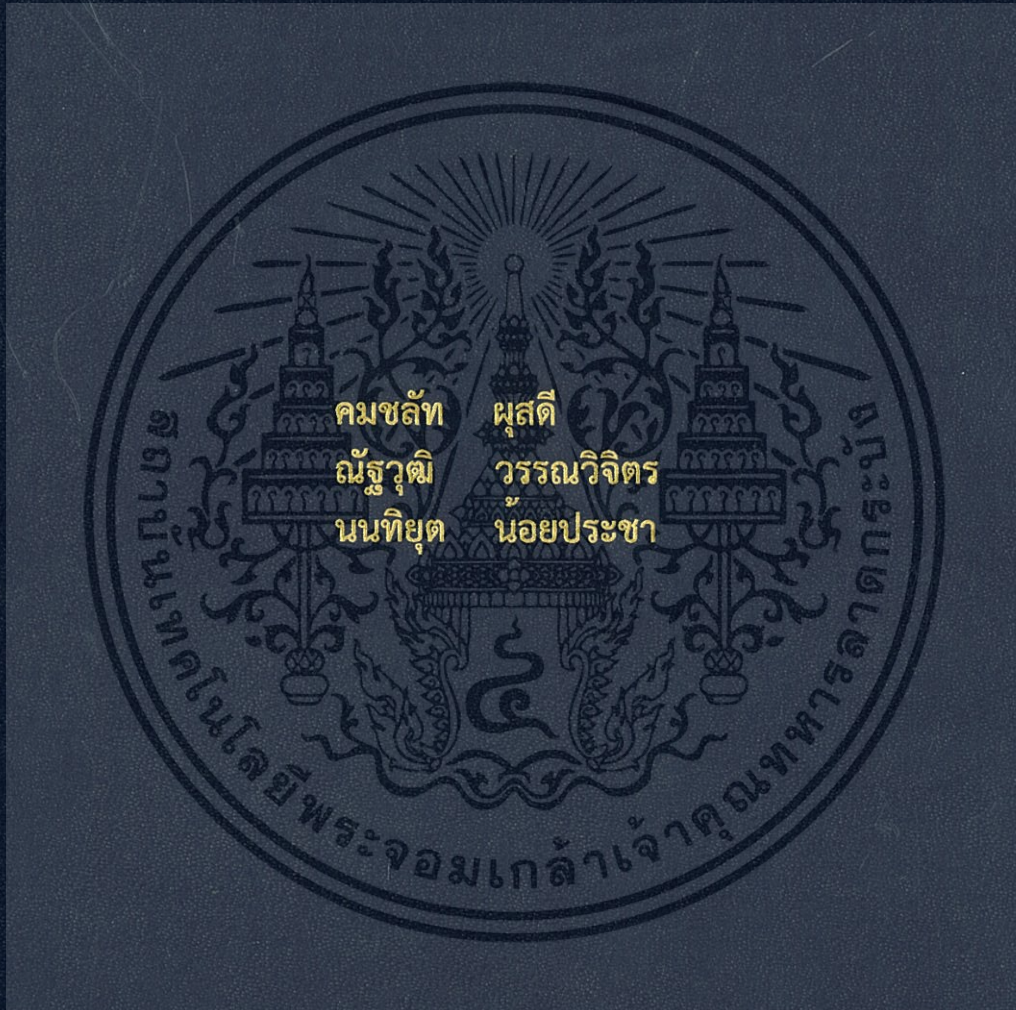 คมชลัท ผุสดี
ณัฐวุฒิ วรรณวิจิตร
นนทิยุต น้อยประชา
๔
สถาบันเทคโนโลยีพระจอมเกล้าเจ้าคุณทหารลาดกระบัง